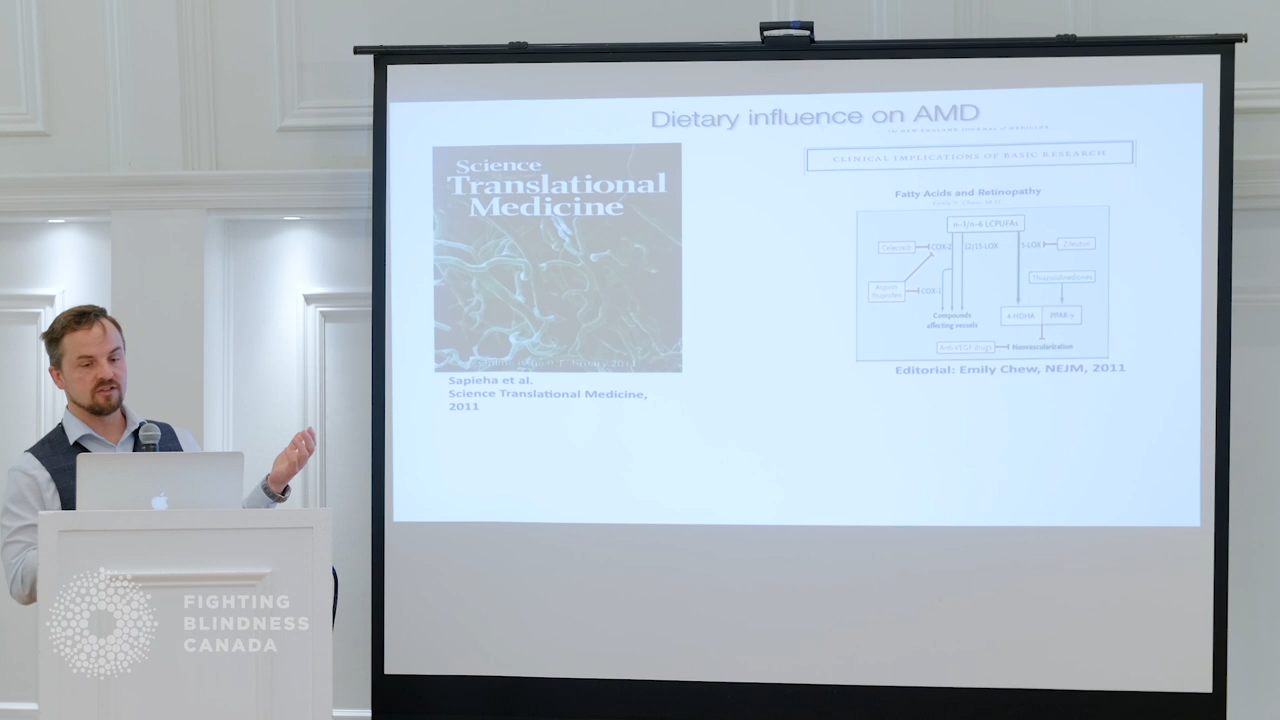 Dietary influence on AMD
THE NEW ENGLAND JOURNAL of MEDICINE
Science
Translational
Medicine
CLINICAL IMPLICATIONS OF BASIC RESEARCH
Fatty Acids and Retinopathy
Emily Y. Chew, M.D.
n-3/n-6 LCPUFAs
Celecoxib
COX-2
12/15-LOX
5-LOX
Zileuton
Aspirin
Ibuprofen
COX-1
Thiazolidinediones
Compounds
affecting vessels
4-HDHA
PPAR-γ
Anti-VEGF drugs
Neovascularization
Sapieha et al.
Science Translational Medicine,
2011
Editorial: Emily Chew, NEJM, 2011
FIGHTING
BLINDNESS
CANADA